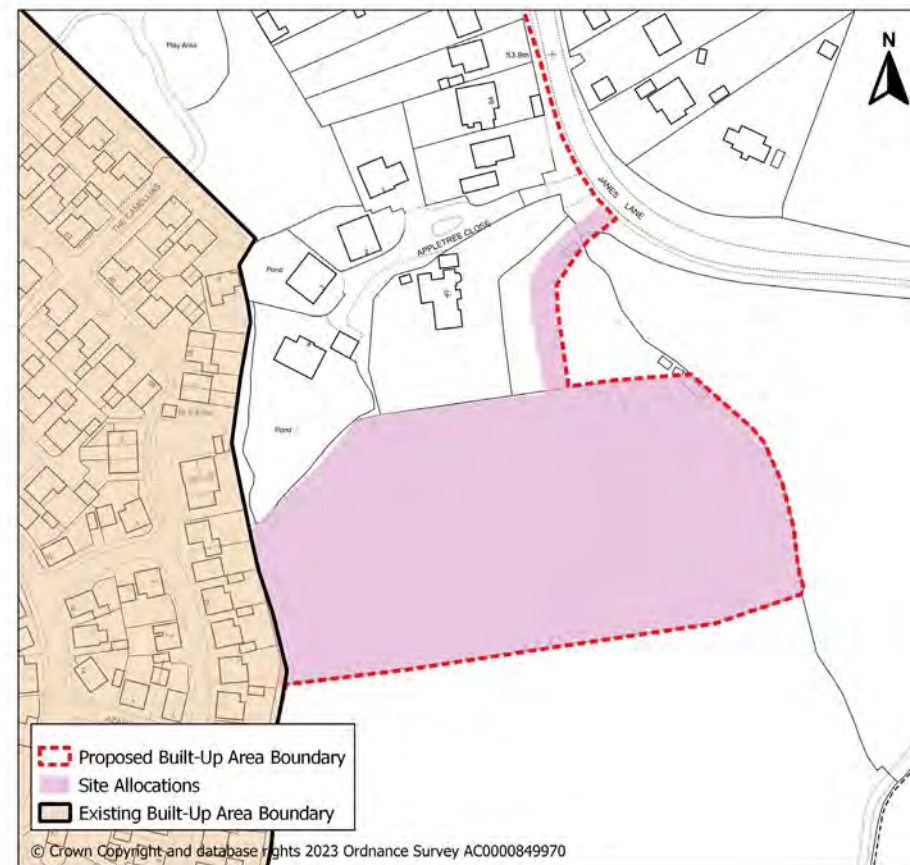 Play Area
53.9m
N
JANES LANE
THE CAMELLIAS
APPLETREE CLOSE
Pond
Pond
Proposed Built-Up Area Boundary
Site Allocations
Existing Built-Up Area Boundary
© Crown Copyright and database rights 2023 Ordnance Survey AC0000849970